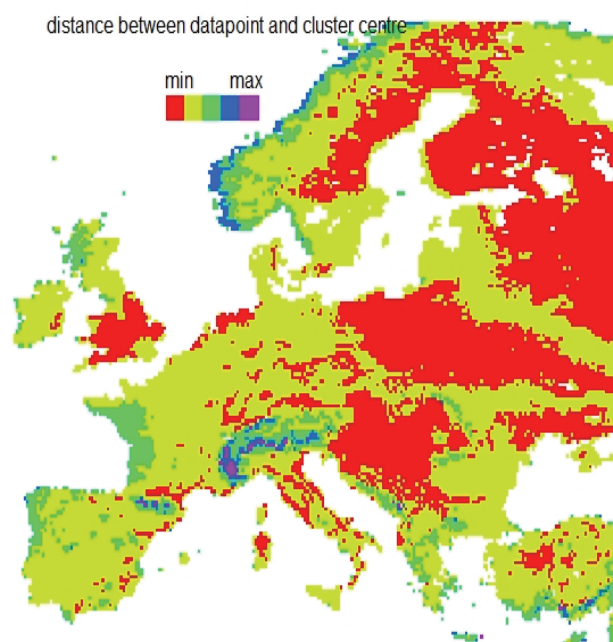 distance between datapoint and cluster centre
min max